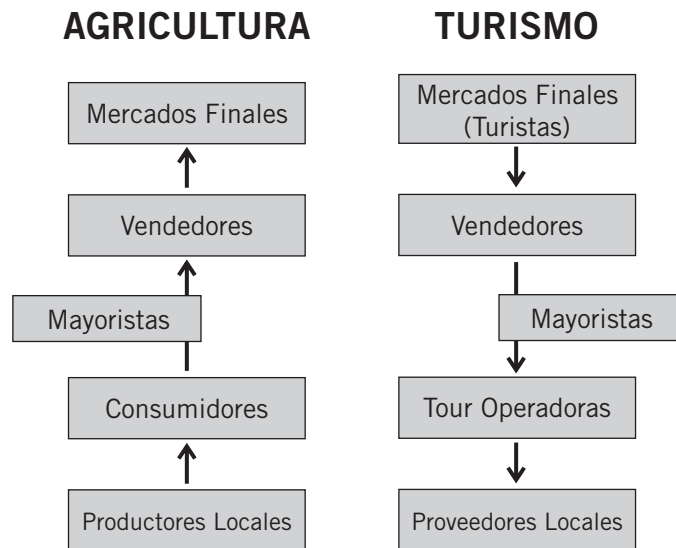 AGRICULTURA
Mercados Finales
Vendedores
Mayoristas
Consumidores
Productores Locales
TURISMO
Mercados Finales
(Turistas)
Vendedores
Mayoristas
Tour Operadoras
Proveedores Locales